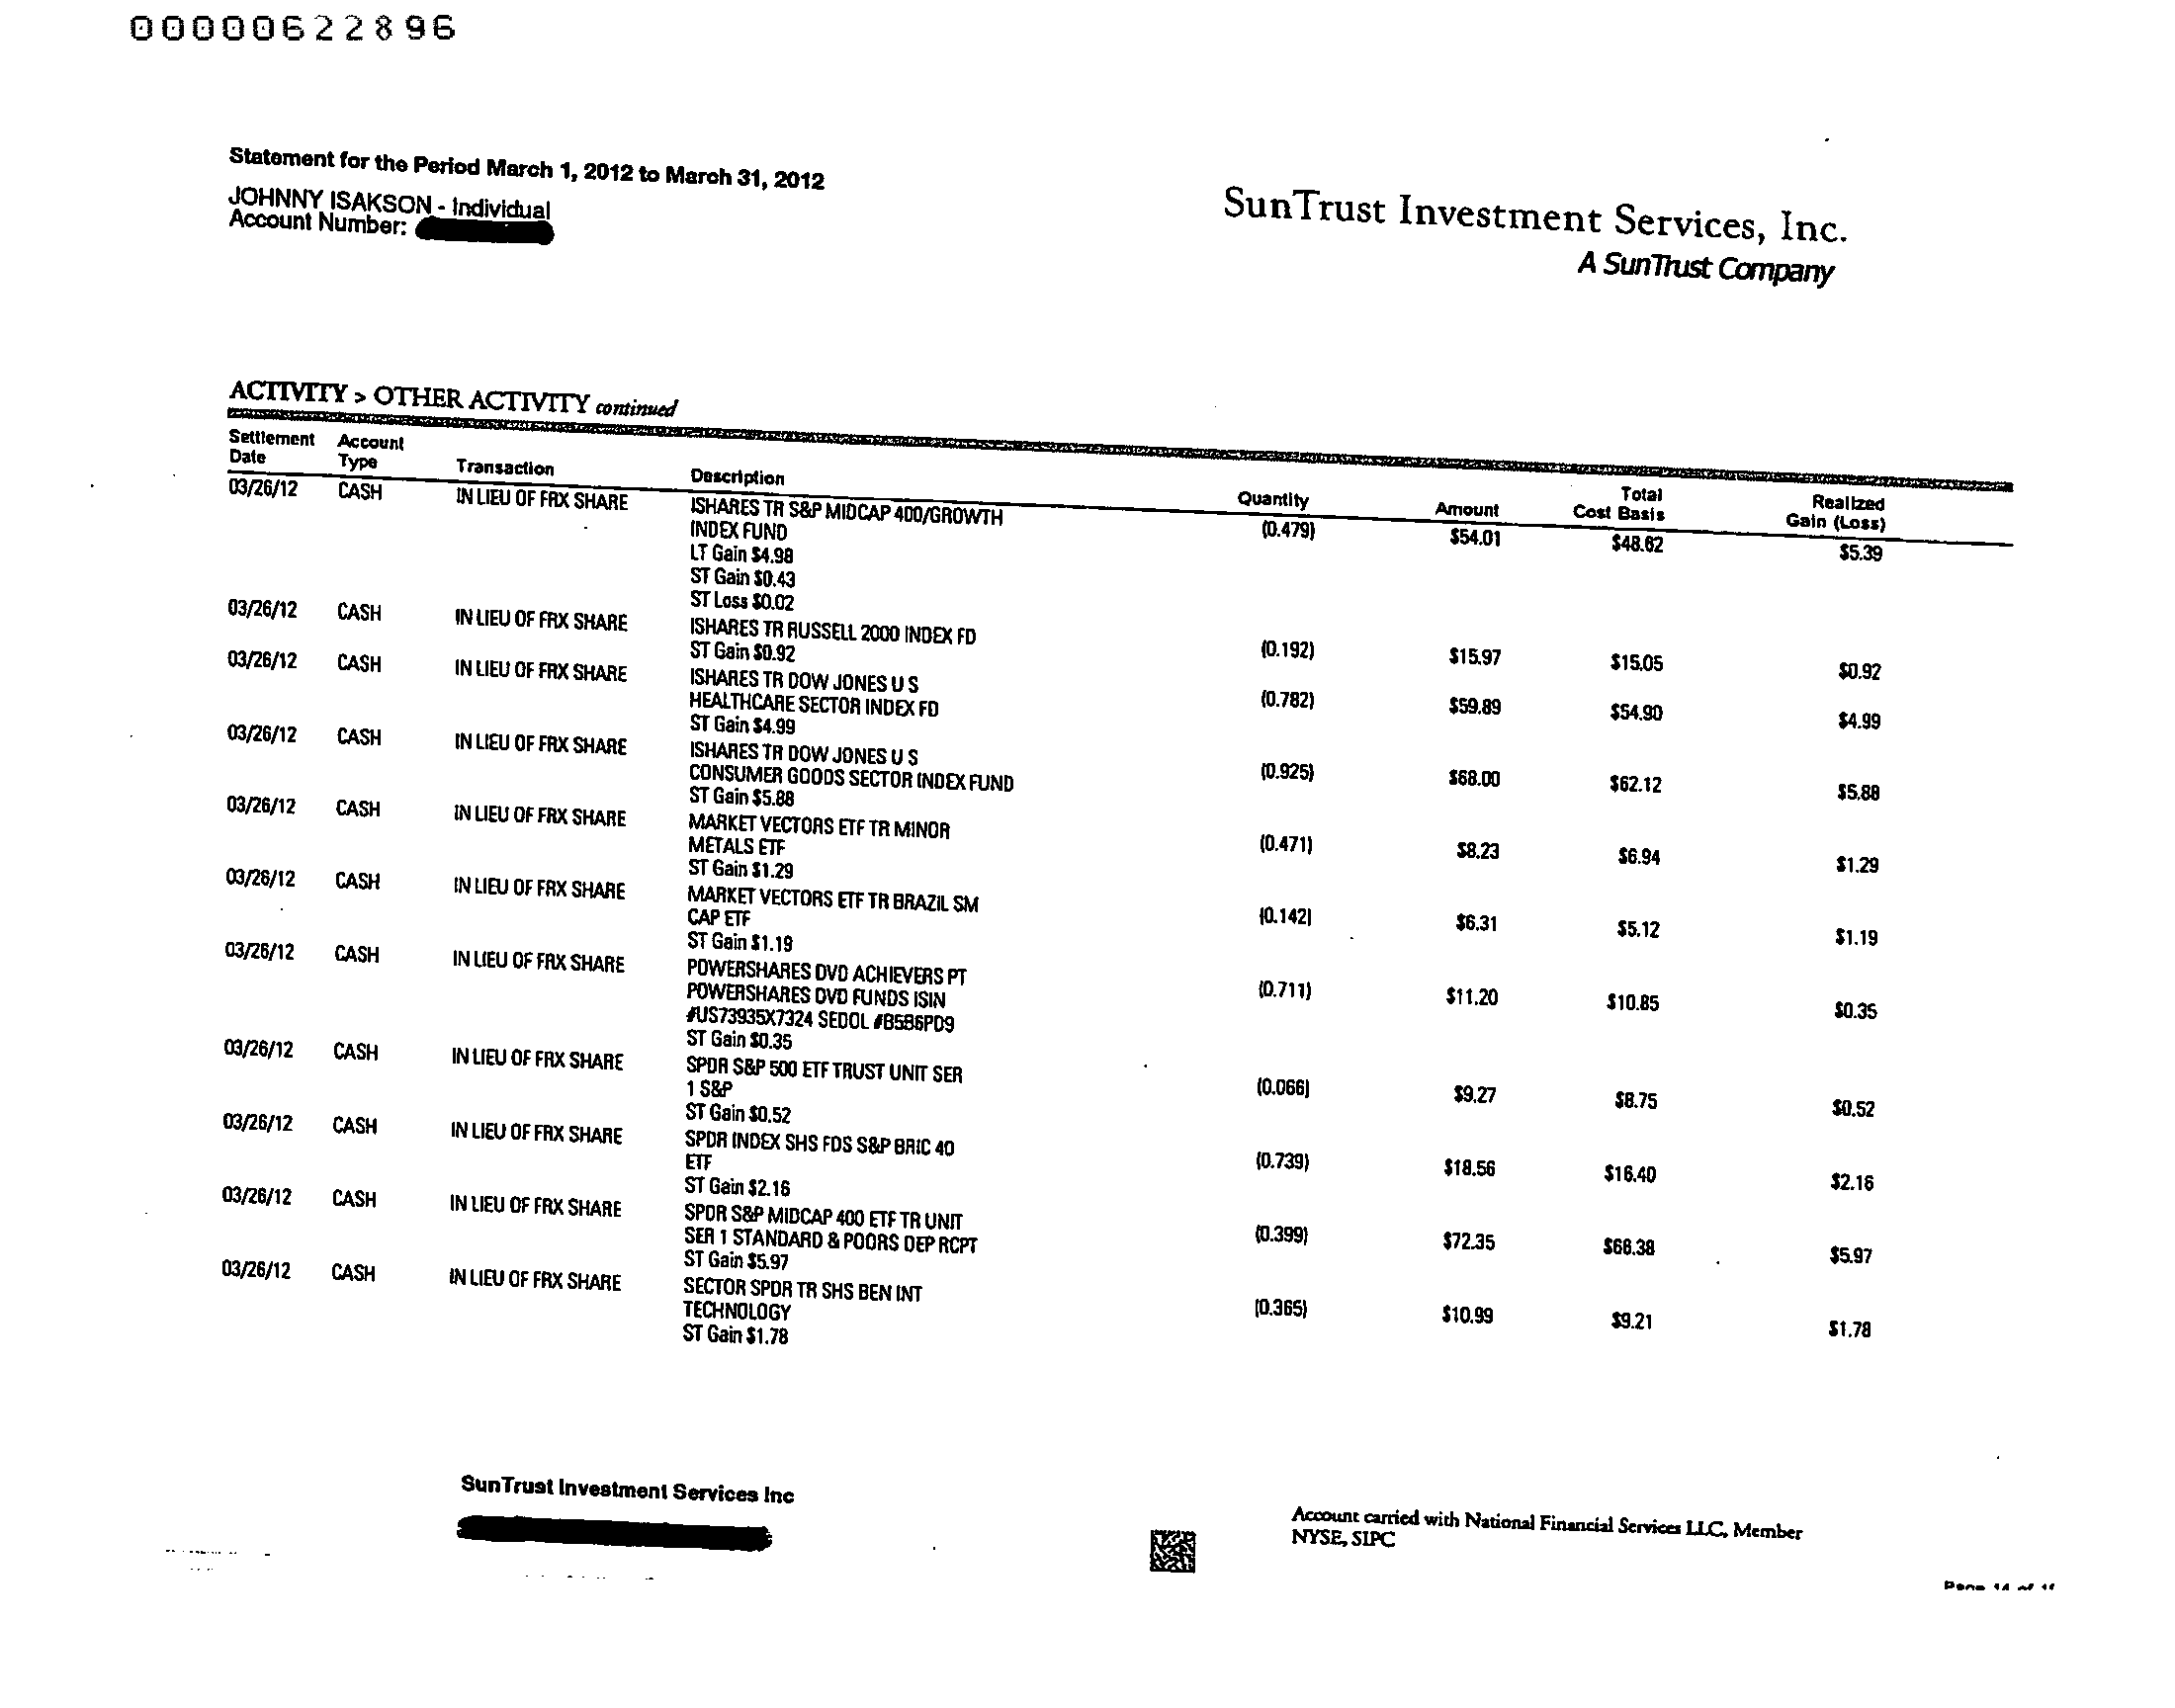 00000622896
Statement for the Period March 1, 2012 to March 31, 2012
JOHNNY ISAKSON - Individual
Account Number:
SunTrust Investment Services, Inc.
A SunTrust Company
ACTIVITY > OTHER ACTIVITY continued
Settlement Date Account Type Transaction Description Quantity Amount Total Cost Basis Realized Gain (Loss)
03/26/12 CASH IN LIEU OF FRX SHARE ISHARES TR S&P MIDCAP 400/GROWTH (0.479) $54.01 $48.62 $5.39
INDEX FUND
LT Gain $4.98
ST Gain $0.43
ST Loss $0.02
03/26/12 CASH IN LIEU OF FRX SHARE ISHARES TR RUSSELL 2000 INDEX FD (0.192) $15.97 $15.05 $0.92
ST Gain $0.92
03/26/12 CASH IN LIEU OF FRX SHARE ISHARES TR DOW JONES U S (0.782) $59.89 $54.90 $4.99
HEALTHCARE SECTOR INDEX FD
ST Gain $4.99
03/26/12 CASH IN LIEU OF FRX SHARE ISHARES TR DOW JONES U S (0.925) $68.00 $62.12 $5.88
CONSUMER GOODS SECTOR INDEX FUND
ST Gain $5.88
03/26/12 CASH IN LIEU OF FRX SHARE MARKET VECTORS ETF TR MINOR (0.471) $8.23 $6.94 $1.29
METALS ETF
ST Gain $1.29
03/26/12 CASH IN LIEU OF FRX SHARE MARKET VECTORS ETF TR BRAZIL SM (0.142) $6.31 $5.12 $1.19
CAP ETF
ST Gain $1.19
03/26/12 CASH IN LIEU OF FRX SHARE POWERSHARES DVD ACHIEVERS PT (0.711) $11.20 $10.85 $0.35
POWERSHARES DVD FUNDS ISIN
#US73935X7324 SEDOL #B5B6PD9
ST Gain $0.35
03/26/12 CASH IN LIEU OF FRX SHARE SPDR S&P 500 ETF TRUST UNIT SER (0.066) $9.27 $8.75 $0.52
1 S&P
ST Gain $0.52
03/26/12 CASH IN LIEU OF FRX SHARE SPDR INDEX SHS FDS S&P BRIC 40 (0.739) $18.56 $16.40 $2.16
ETF
ST Gain $2.16
03/26/12 CASH IN LIEU OF FRX SHARE SPDR S&P MIDCAP 400 ETF TR UNIT (0.399) $72.35 $66.38 $5.97
SER 1 STANDARD & POORS DEP RCPT
ST Gain $5.97
03/26/12 CASH IN LIEU OF FRX SHARE SECTOR SPDR TR SHS BEN INT (0.365) $10.99 $9.21 $1.78
TECHNOLOGY
ST Gain $1.78
SunTrust Investment Services Inc
Account carried with National Financial Services LLC, Member
NYSE, SIPC